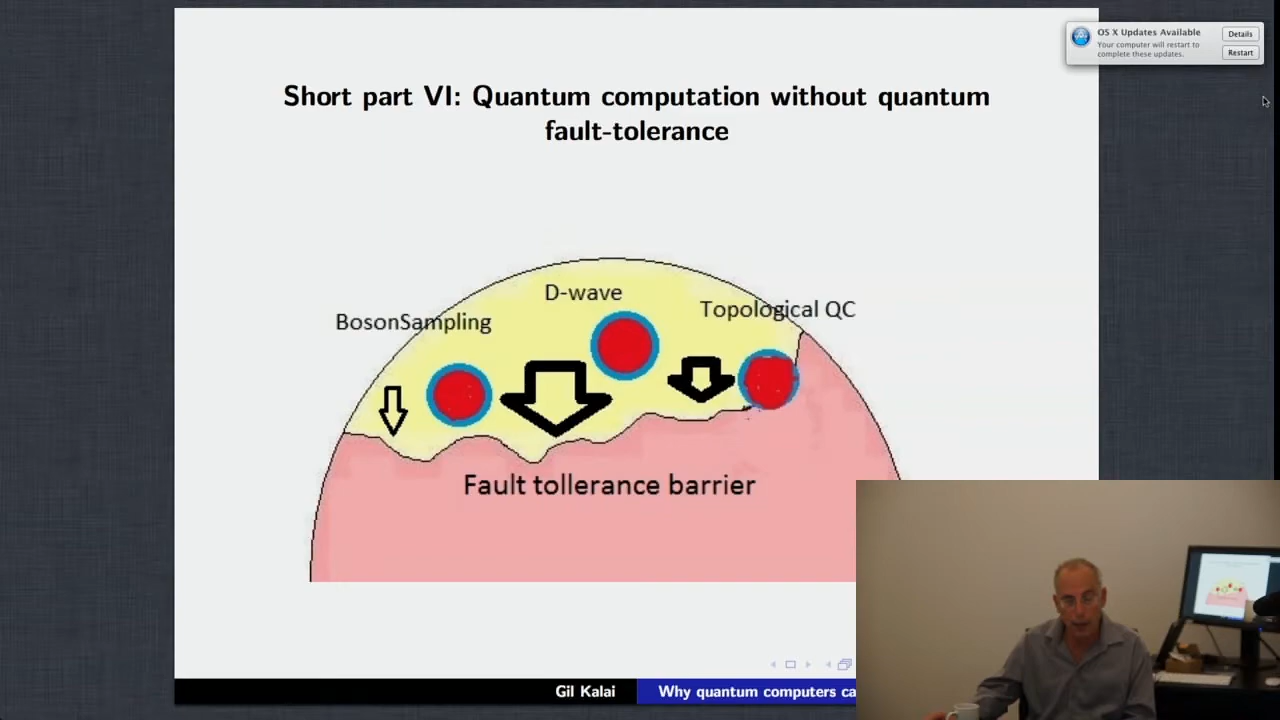 OS X Updates Available
Details
Your computer will restart to
complete these updates.
Restart
Short part VI: Quantum computation without quantum
fault-tolerance
D-wave
Topological QC
BosonSampling
Fault tollerance barrier
Gil Kalai
Why quantum computers ca